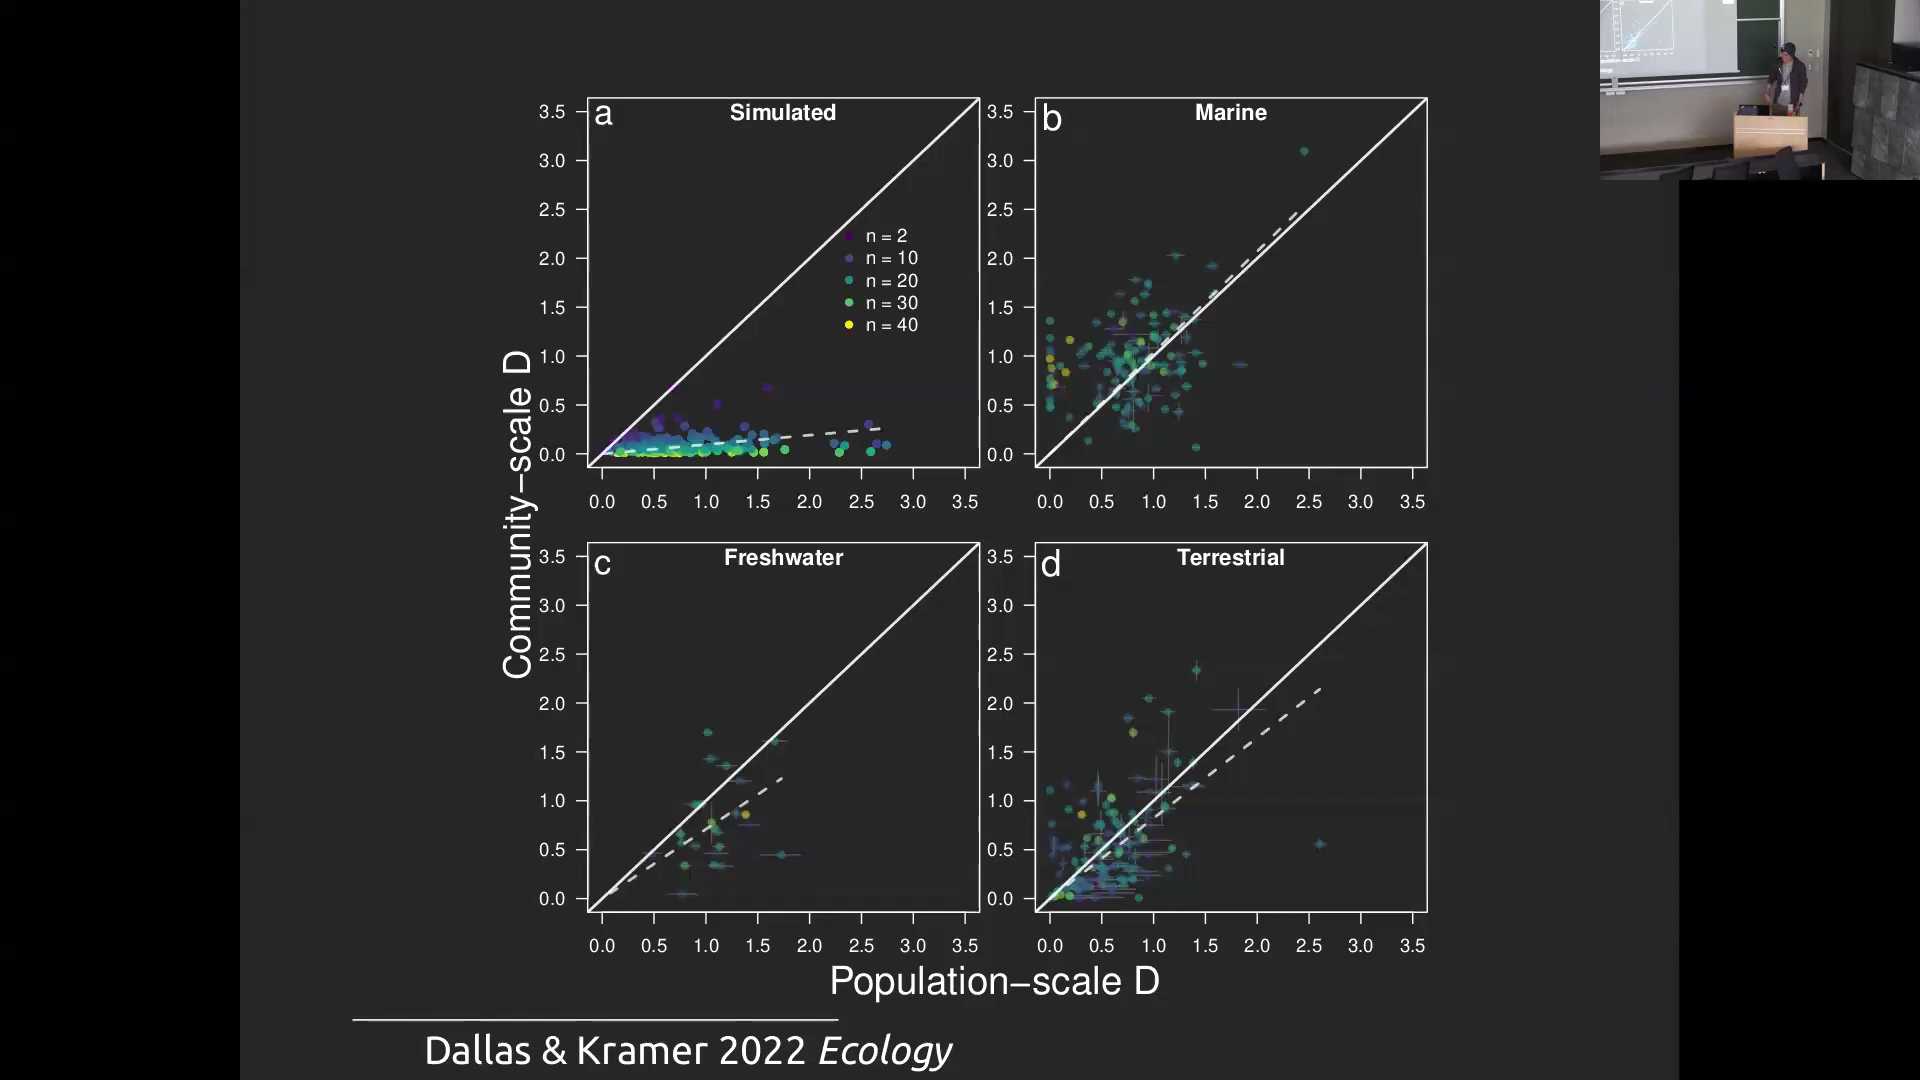 a
Simulated
3.5
3.0
2.5
2.0
1.5
1.0
0.5
0.0
n = 2
n = 10
n = 20
n = 30
n = 40
0.0 0.5 1.0 1.5 2.0 2.5 3.0 3.5
b
Marine
3.5
3.0
2.5
2.0
1.5
1.0
0.5
0.0
0.0 0.5 1.0 1.5 2.0 2.5 3.0 3.5
Community−scale D
c
Freshwater
3.5
3.0
2.5
2.0
1.5
1.0
0.5
0.0
0.0 0.5 1.0 1.5 2.0 2.5 3.0 3.5
d
Terrestrial
3.5
3.0
2.5
2.0
1.5
1.0
0.5
0.0
0.0 0.5 1.0 1.5 2.0 2.5 3.0 3.5
Population−scale D
Dallas & Kramer 2022 Ecology